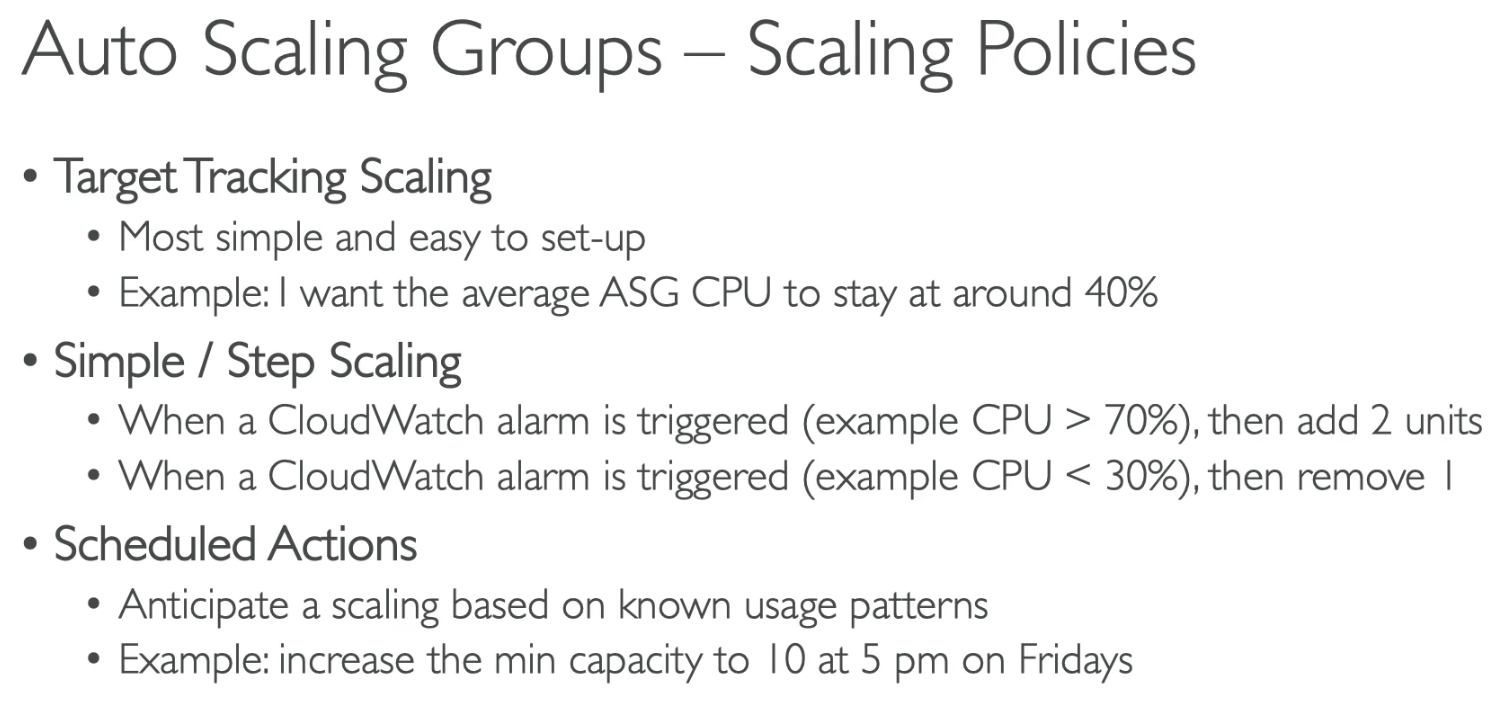 Auto Scaling Groups – Scaling Policies
• Target Tracking Scaling
• Most simple and easy to set-up
• Example: I want the average ASG CPU to stay at around 40%
• Simple / Step Scaling
• When a CloudWatch alarm is triggered (example CPU > 70%), then add 2 units
• When a CloudWatch alarm is triggered (example CPU < 30%), then remove 1
• Scheduled Actions
• Anticipate a scaling based on known usage patterns
• Example: increase the min capacity to 10 at 5 pm on Fridays